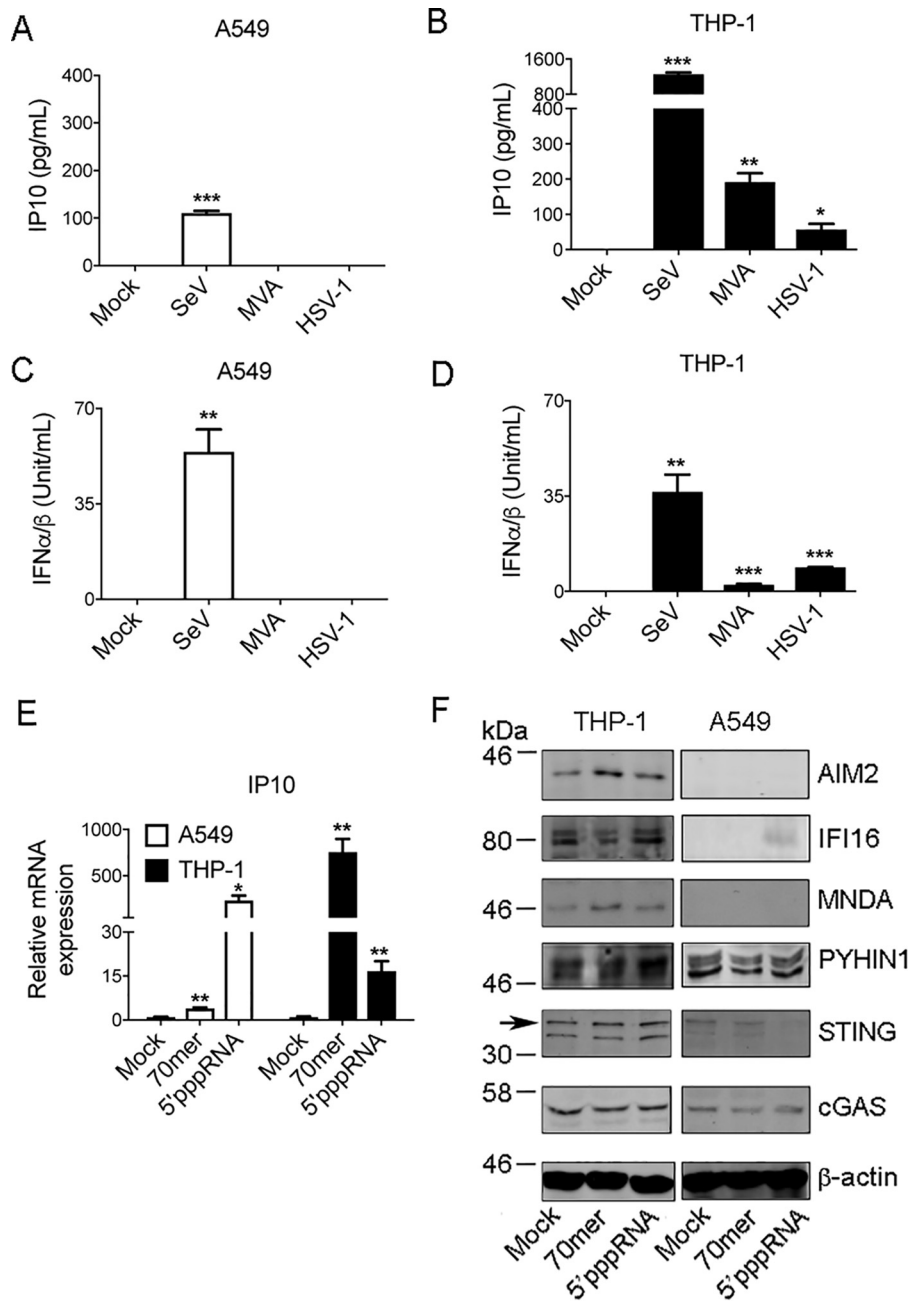 A
A549
IP10 (pg/mL)
400
300
200
100
0
***
Mock
SeV
MVA
HSV-1
B
THP-1
IP10 (pg/mL)
1600
800
400
300
200
100
0
***
**
*
Mock
SeV
MVA
HSV-1
C
A549
IFNα/β (Unit/mL)
70
35
0
**
Mock
SeV
MVA
HSV-1
D
THP-1
IFNα/β (Unit/mL)
70
35
0
**
***
***
Mock
SeV
MVA
HSV-1
E
IP10
Relative mRNA
expression
1000
500
30
15
0
A549
THP-1
**
*
**
**
Mock
70mer
5'pppRNA
Mock
70mer
5'pppRNA
F
kDa
THP-1
A549
46
AIM2
80
IFI16
46
MNDA
46
PYHIN1
30
STING
58
cGAS
46
β-actin
Mock
70mer
5'pppRNA
Mock
70mer
5'pppRNA